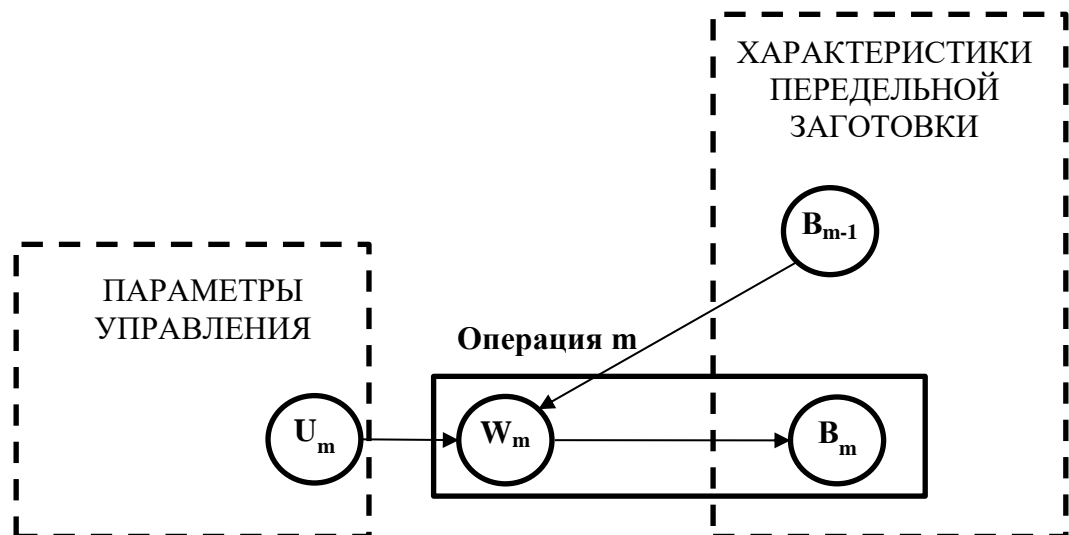 ХАРАКТЕРИСТИКИ
ПЕРЕДЕЛЬНОЙ
ЗАГОТОВКИ
Bm-1
ПАРАМЕТРЫ
УПРАВЛЕНИЯ
Операция m
Um
Wm
Bm